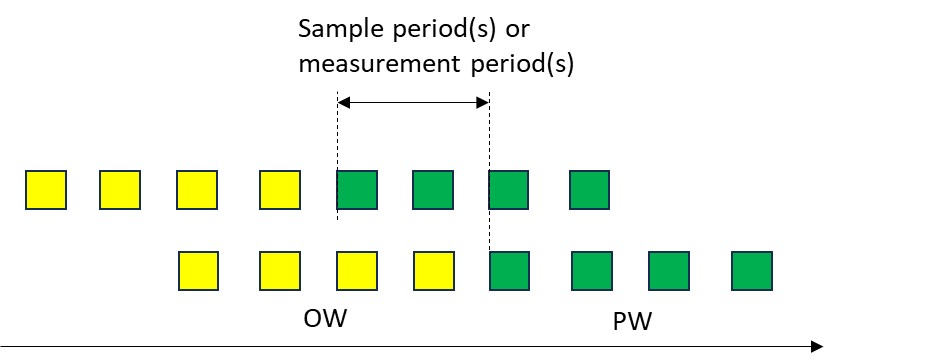 Sample period(s) or
measurement period(s)
OW
PW